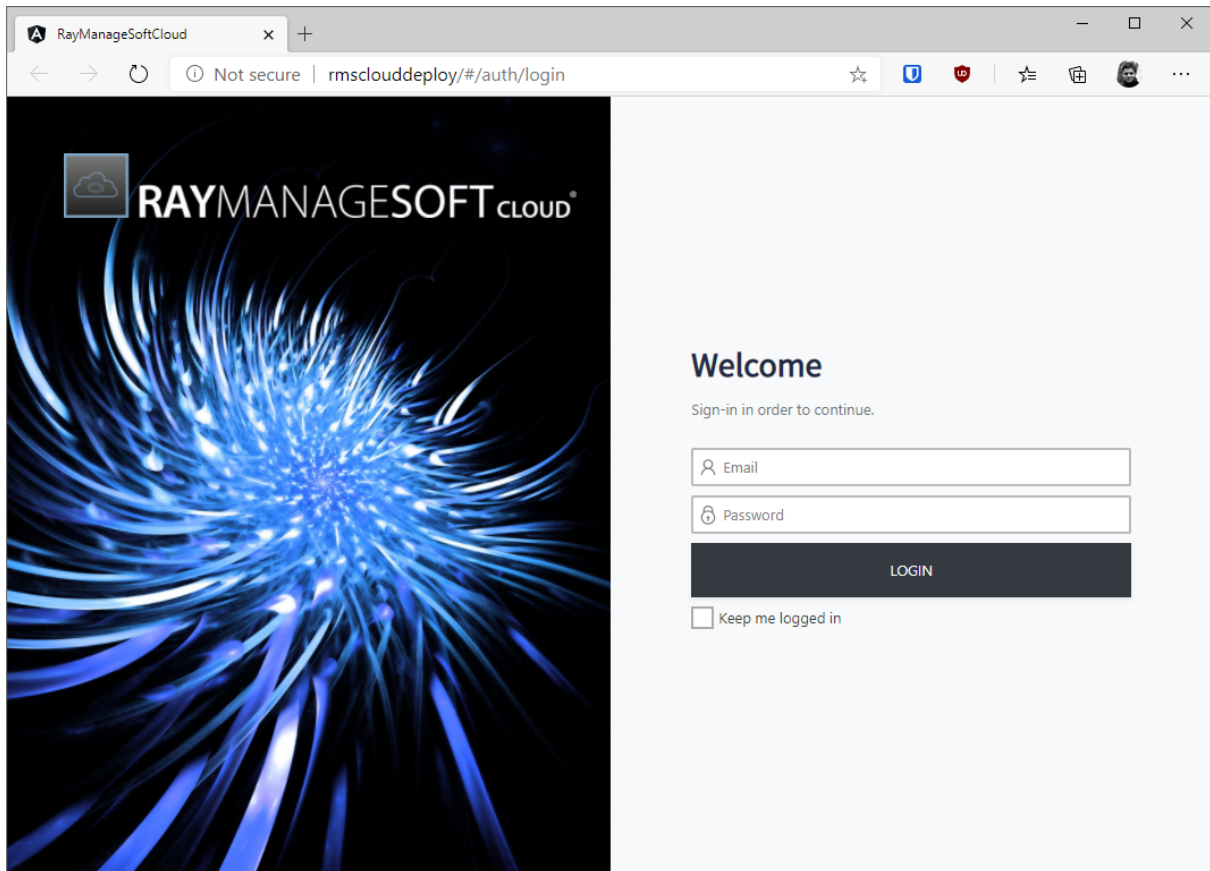 RayManageSoftCloud
Not secure | rmsclouddeploy/#/auth/login
RAYMANAGESOFT CLOUD®
Welcome
Sign-in in order to continue.
Email
Password
LOGIN
Keep me logged in